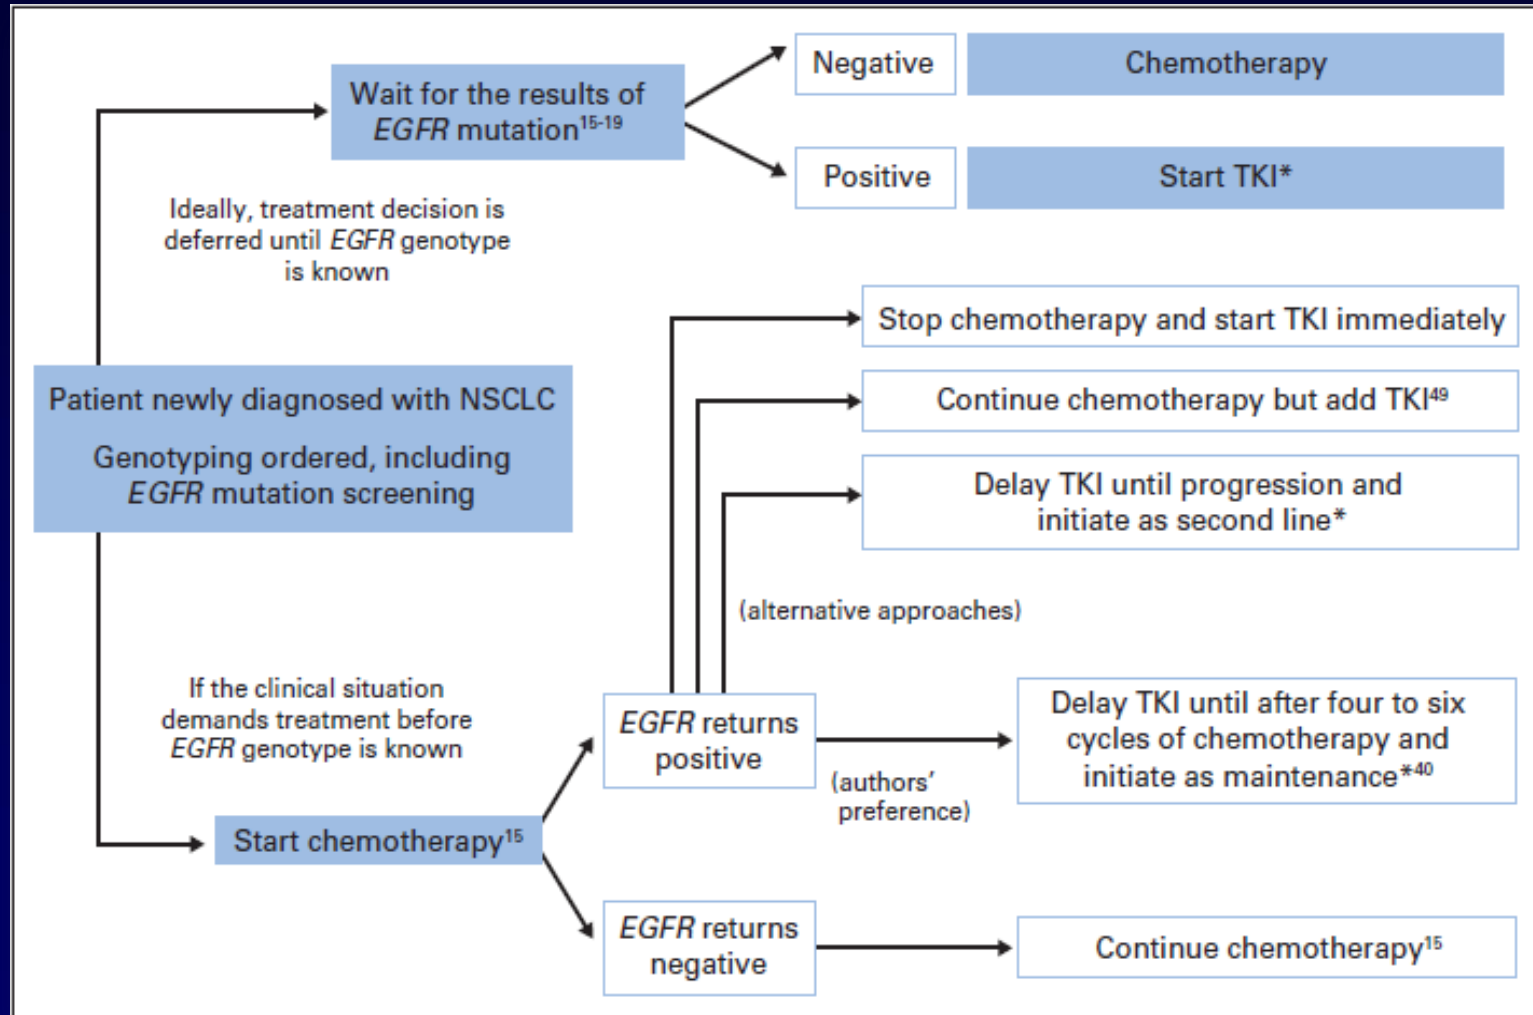 Wait for the results of
EGFR mutation15-19
Negative
Chemotherapy
Positive
Start TKI*
Ideally, treatment decision is
deferred until EGFR genotype
is known
Patient newly diagnosed with NSCLC
Genotyping ordered, including
EGFR mutation screening
Stop chemotherapy and start TKI immediately
Continue chemotherapy but add TKI49
Delay TKI until progression and
initiate as second line*
(alternative approaches)
If the clinical situation
demands treatment before
EGFR genotype is known
Start chemotherapy15
EGFR returns
positive
(authors'
preference)
Delay TKI until after four to six
cycles of chemotherapy and
initiate as maintenance*40
EGFR returns
negative
Continue chemotherapy15